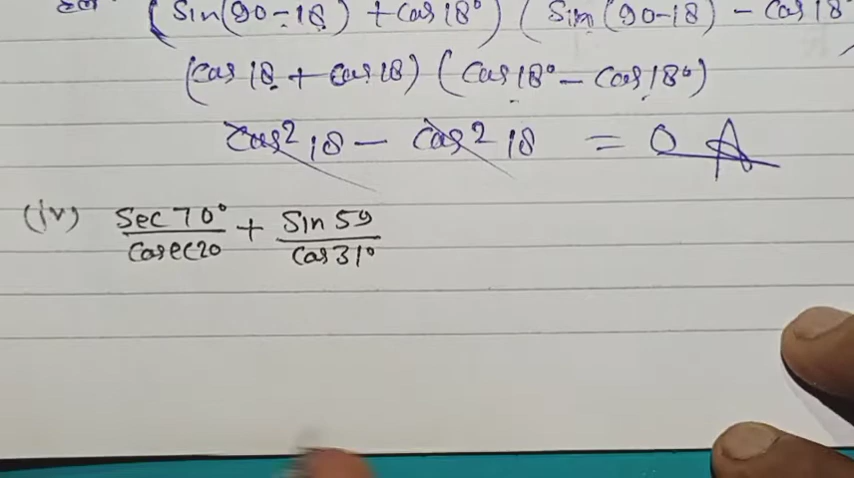 हल (Sin(90-18) + Cos 18°) (Sin (90-18) - Cos 18°
(Cos 18 + Cos 18) (Cos 18° - Cos 18°)
Cos² 18 - Cos² 18 = 0 A
(iv) Sec 70° / Cosec 20 + Sin 59 / Cos 31°